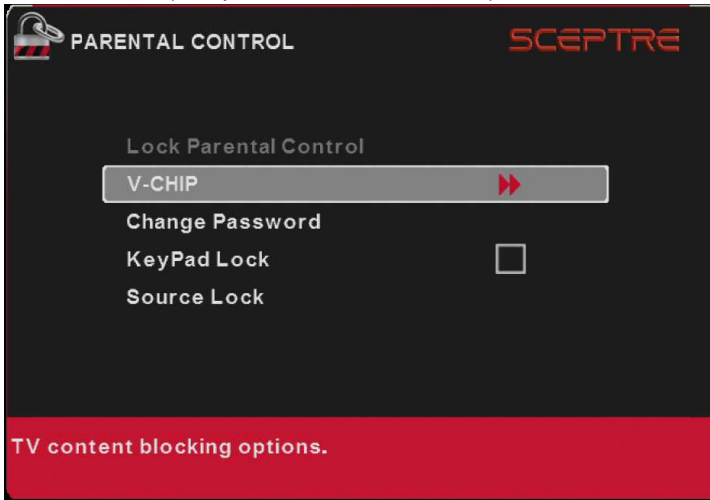 PARENTAL CONTROL
SCEPTRE
Lock Parental Control
V-CHIP
Change Password
KeyPad Lock
Source Lock
TV content blocking options.